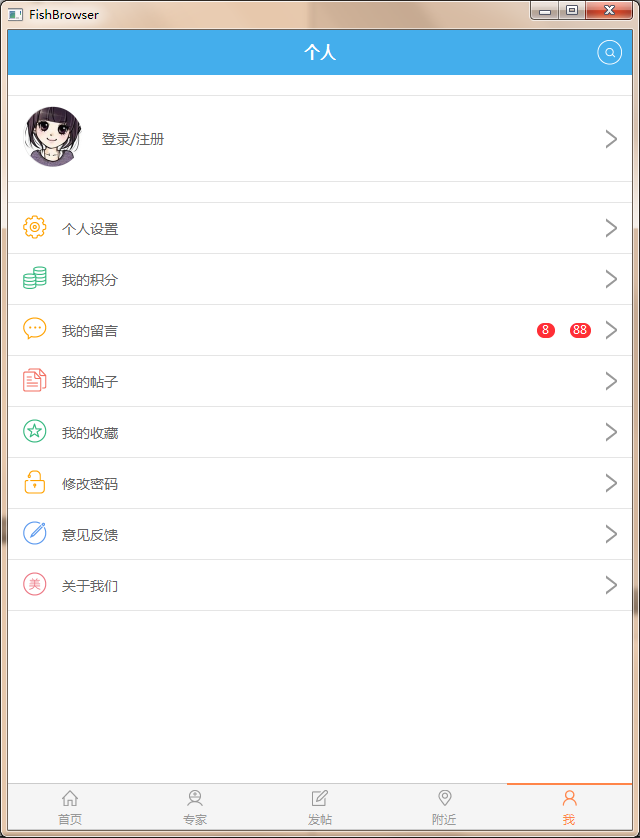 FishBrowser
个人
登录/注册
个人设置
我的积分
我的留言 8 88
我的帖子
我的收藏
修改密码
意见反馈
美 关于我们
首页 专家 发帖 附近 我